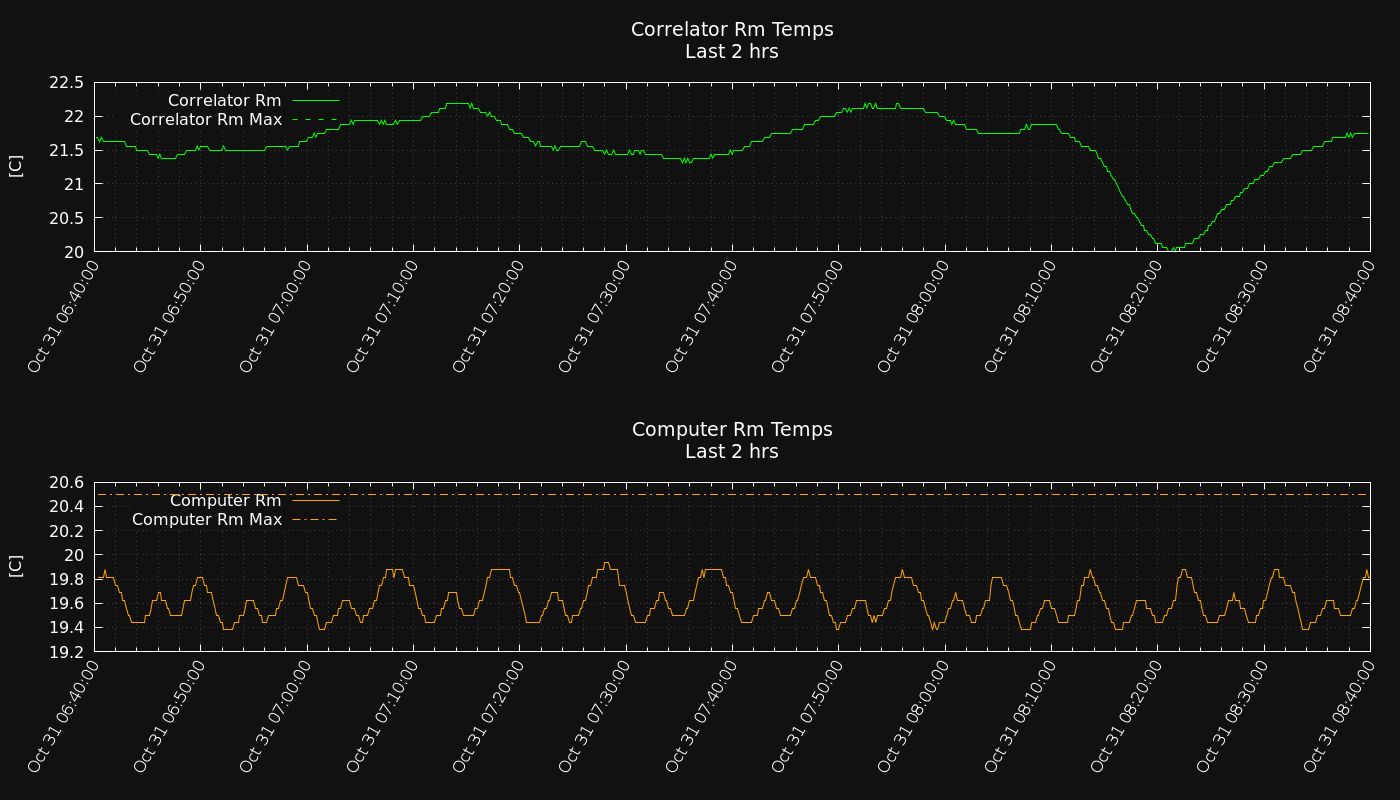 Correlator Rm Temps
Last 2 hrs
22.5
22
21.5
21
20.5
20
[C]
Correlator Rm
Correlator Rm Max
Oct 31 06:40:00
Oct 31 06:50:00
Oct 31 07:00:00
Oct 31 07:10:00
Oct 31 07:20:00
Oct 31 07:30:00
Oct 31 07:40:00
Oct 31 07:50:00
Oct 31 08:00:00
Oct 31 08:10:00
Oct 31 08:20:00
Oct 31 08:30:00
Oct 31 08:40:00
Computer Rm Temps
Last 2 hrs
20.6
20.4
20.2
20
19.8
19.6
19.4
19.2
[C]
Computer Rm
Computer Rm Max
Oct 31 06:40:00
Oct 31 06:50:00
Oct 31 07:00:00
Oct 31 07:10:00
Oct 31 07:20:00
Oct 31 07:30:00
Oct 31 07:40:00
Oct 31 07:50:00
Oct 31 08:00:00
Oct 31 08:10:00
Oct 31 08:20:00
Oct 31 08:30:00
Oct 31 08:40:00